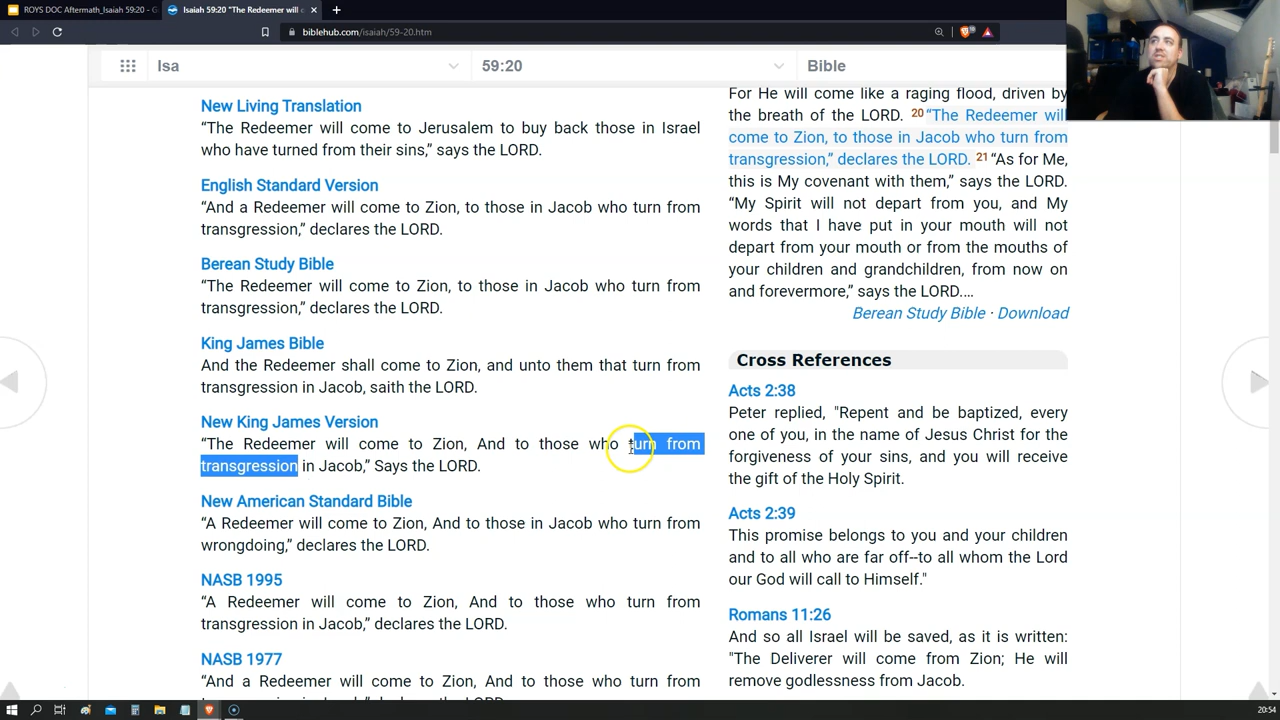 ROYS DOC Aftermath_Isaiah 59:20 - G
Isaiah 59:20 "The Redeemer will c
biblehub.com/isaiah/59-20.htm
Isa
59:20
Bible
New Living Translation
“The Redeemer will come to Jerusalem to buy back those in Israel
who have turned from their sins,” says the LORD.
English Standard Version
“And a Redeemer will come to Zion, to those in Jacob who turn from
transgression,” declares the LORD.
Berean Study Bible
“The Redeemer will come to Zion, to those in Jacob who turn from
transgression,” declares the LORD.
King James Bible
And the Redeemer shall come to Zion, and unto them that turn from
transgression in Jacob, saith the LORD.
New King James Version
“The Redeemer will come to Zion, And to those who turn from
transgression in Jacob,” Says the LORD.
New American Standard Bible
“A Redeemer will come to Zion, And to those in Jacob who turn from
wrongdoing,” declares the LORD.
NASB 1995
“A Redeemer will come to Zion, And to those who turn from
transgression in Jacob,” declares the LORD.
NASB 1977
“And a Redeemer will come to Zion, And to those who turn from
For He will come like a raging flood, driven by
the breath of the LORD. 20“The Redeemer will
come to Zion, to those in Jacob who turn from
transgression,” declares the LORD. 21“As for Me,
this is My covenant with them,” says the LORD.
“My Spirit will not depart from you, and My
words that I have put in your mouth will not
depart from your mouth or from the mouths of
your children and grandchildren, from now on
and forevermore,” says the LORD.…
Berean Study Bible · Download
Cross References
Acts 2:38
Peter replied, "Repent and be baptized, every
one of you, in the name of Jesus Christ for the
forgiveness of your sins, and you will receive
the gift of the Holy Spirit.
Acts 2:39
This promise belongs to you and your children
and to all who are far off--to all whom the Lord
our God will call to Himself."
Romans 11:26
And so all Israel will be saved, as it is written:
"The Deliverer will come from Zion; He will
remove godlessness from Jacob.
20:54